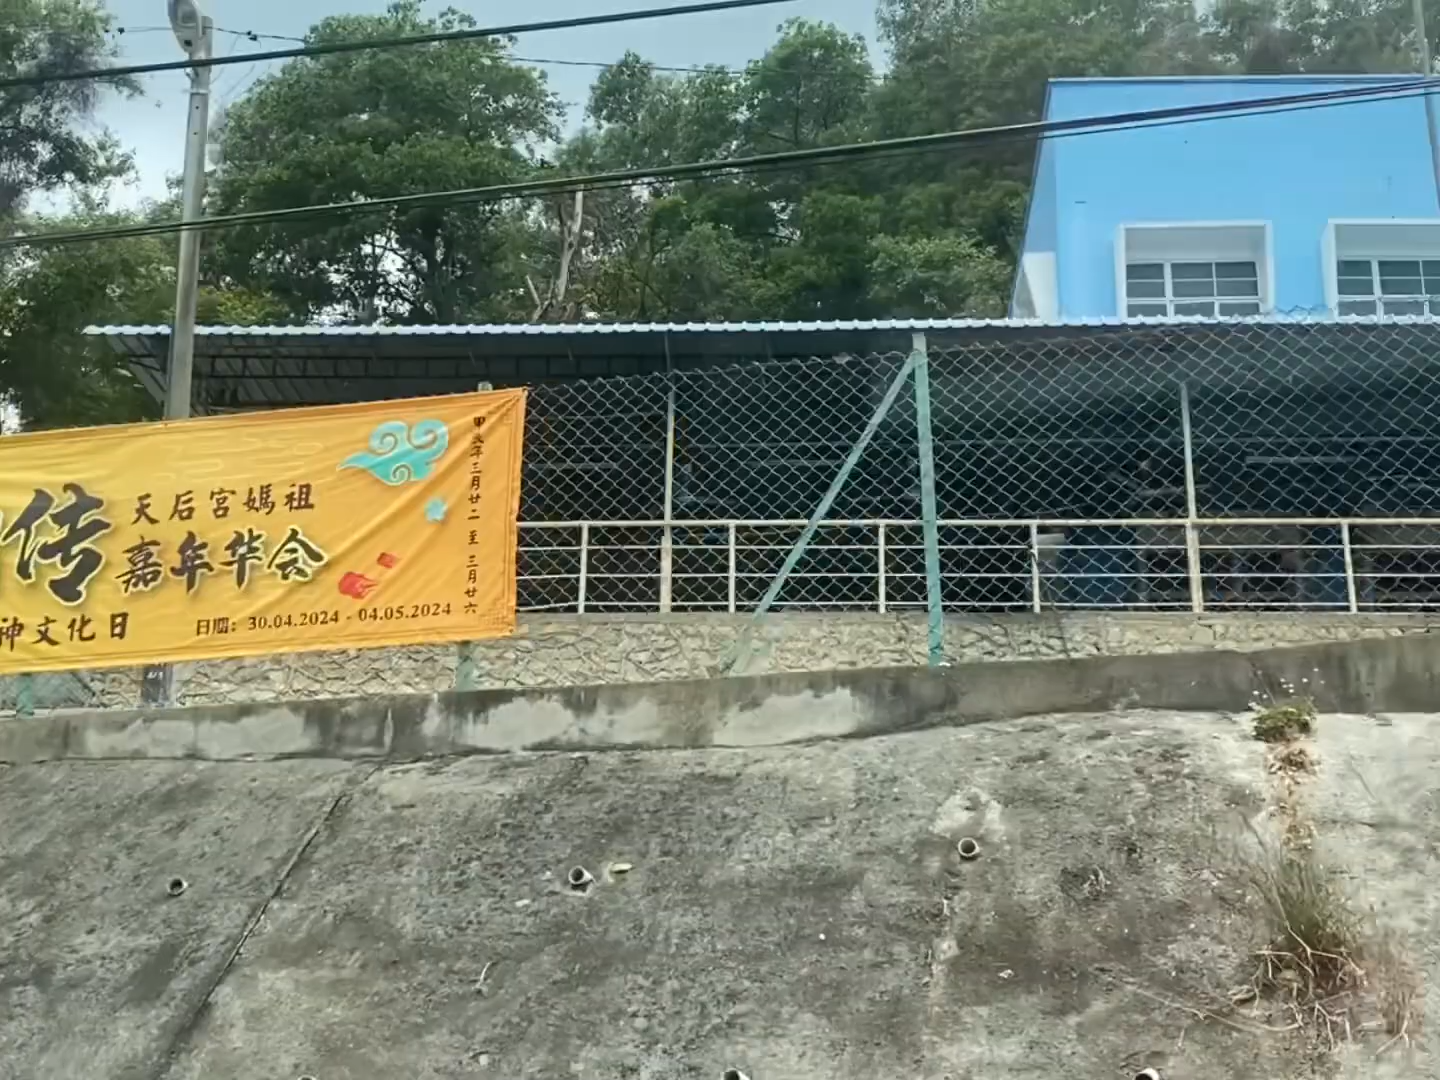 传
天后宫媽祖
嘉年华会
神文化日
日期: 30.04.2024 - 04.05.2024
甲辰年三月廿二 至 三月廿六